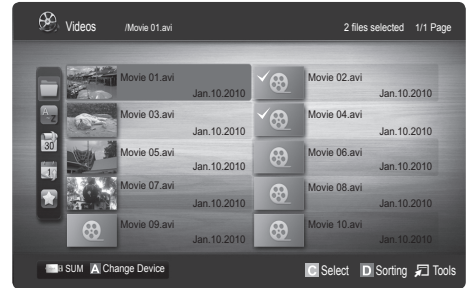 Videos /Movie 01.avi 2 files selected 1/1 Page
Movie 01.avi Movie 02.avi
Jan.10.2010 Jan.10.2010
Movie 03.avi Movie 04.avi
Jan.10.2010 Jan.10.2010
Movie 05.avi Movie 06.avi
Jan.10.2010 Jan.10.2010
Movie 07.avi Movie 08.avi
Jan.10.2010 Jan.10.2010
Movie 09.avi Movie 10.avi
Jan.10.2010 Jan.10.2010
A Z
30
1
SUM A Change Device C Select D Sorting Tools